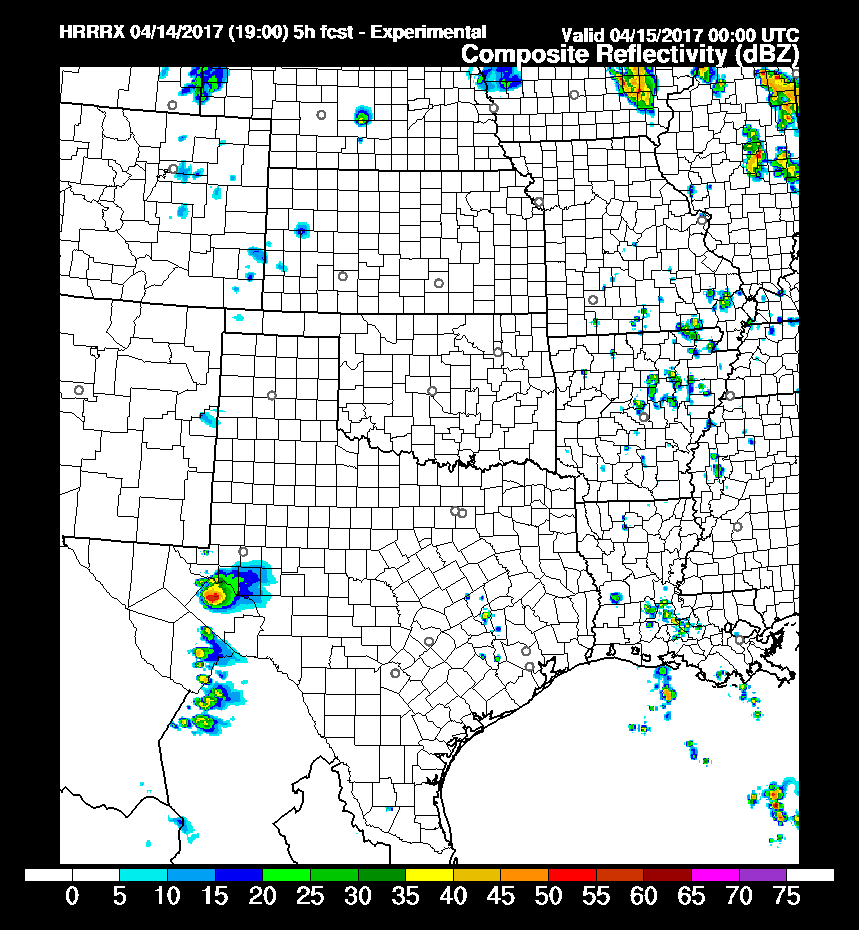 HRRRX 04/14/2017 (19:00) 5h fcst - Experimental
Valid 04/15/2017 00:00 UTC
Composite Reflectivity (dBZ)
0 5 10 15 20 25 30 35 40 45 50 55 60 65 70 75